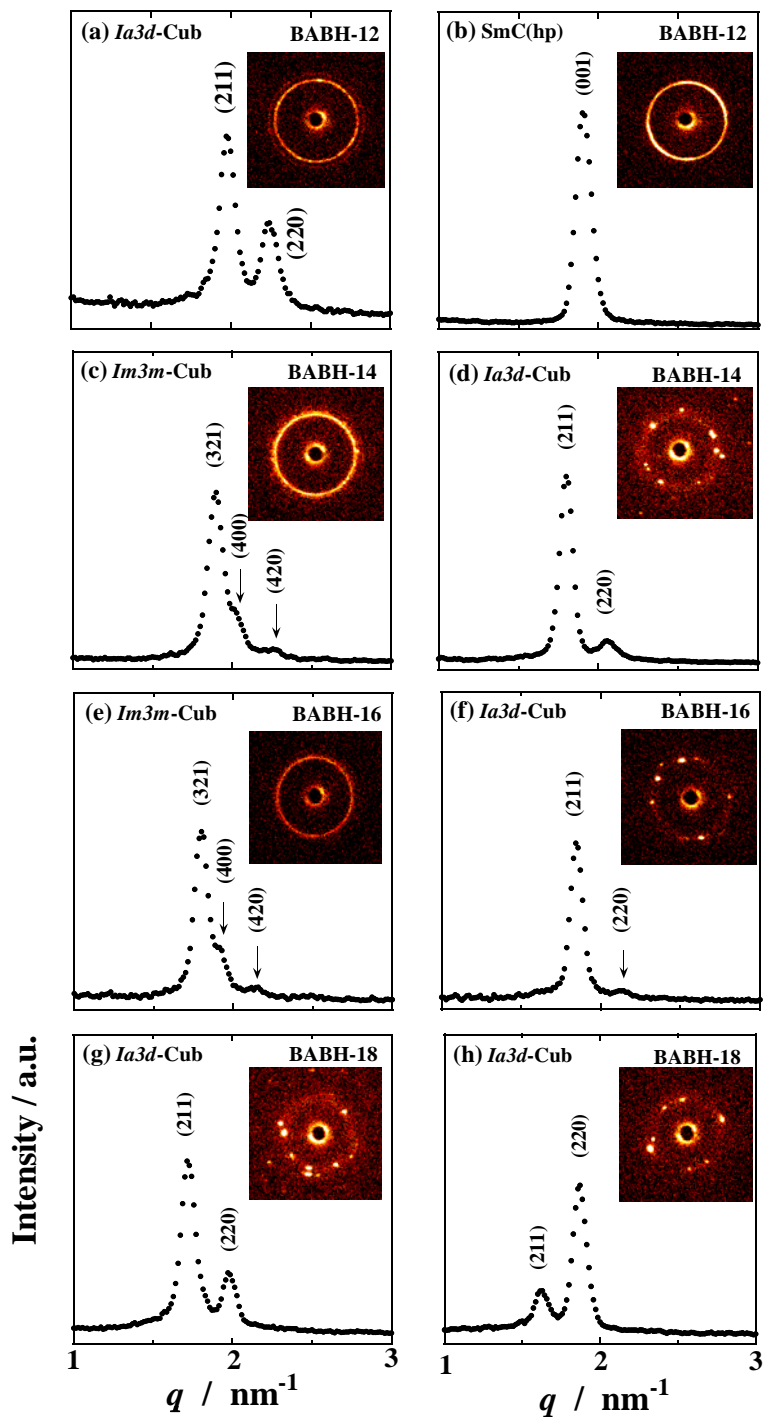 (a) Ia3d-Cub BABH-12
(211)
(220)
(b) SmC(hp) BABH-12
(001)
(c) Im3m-Cub BABH-14
(321)
(400)
(420)
(d) Ia3d-Cub BABH-14
(211)
(220)
(e) Im3m-Cub BABH-16
(321)
(400)
(420)
(f) Ia3d-Cub BABH-16
(211)
(220)
(g) Ia3d-Cub BABH-18
(211)
(220)
(h) Ia3d-Cub BABH-18
(211)
(220)
Intensity / a.u.
1 2 3
q / nm⁻¹
1 2 3
q / nm⁻¹